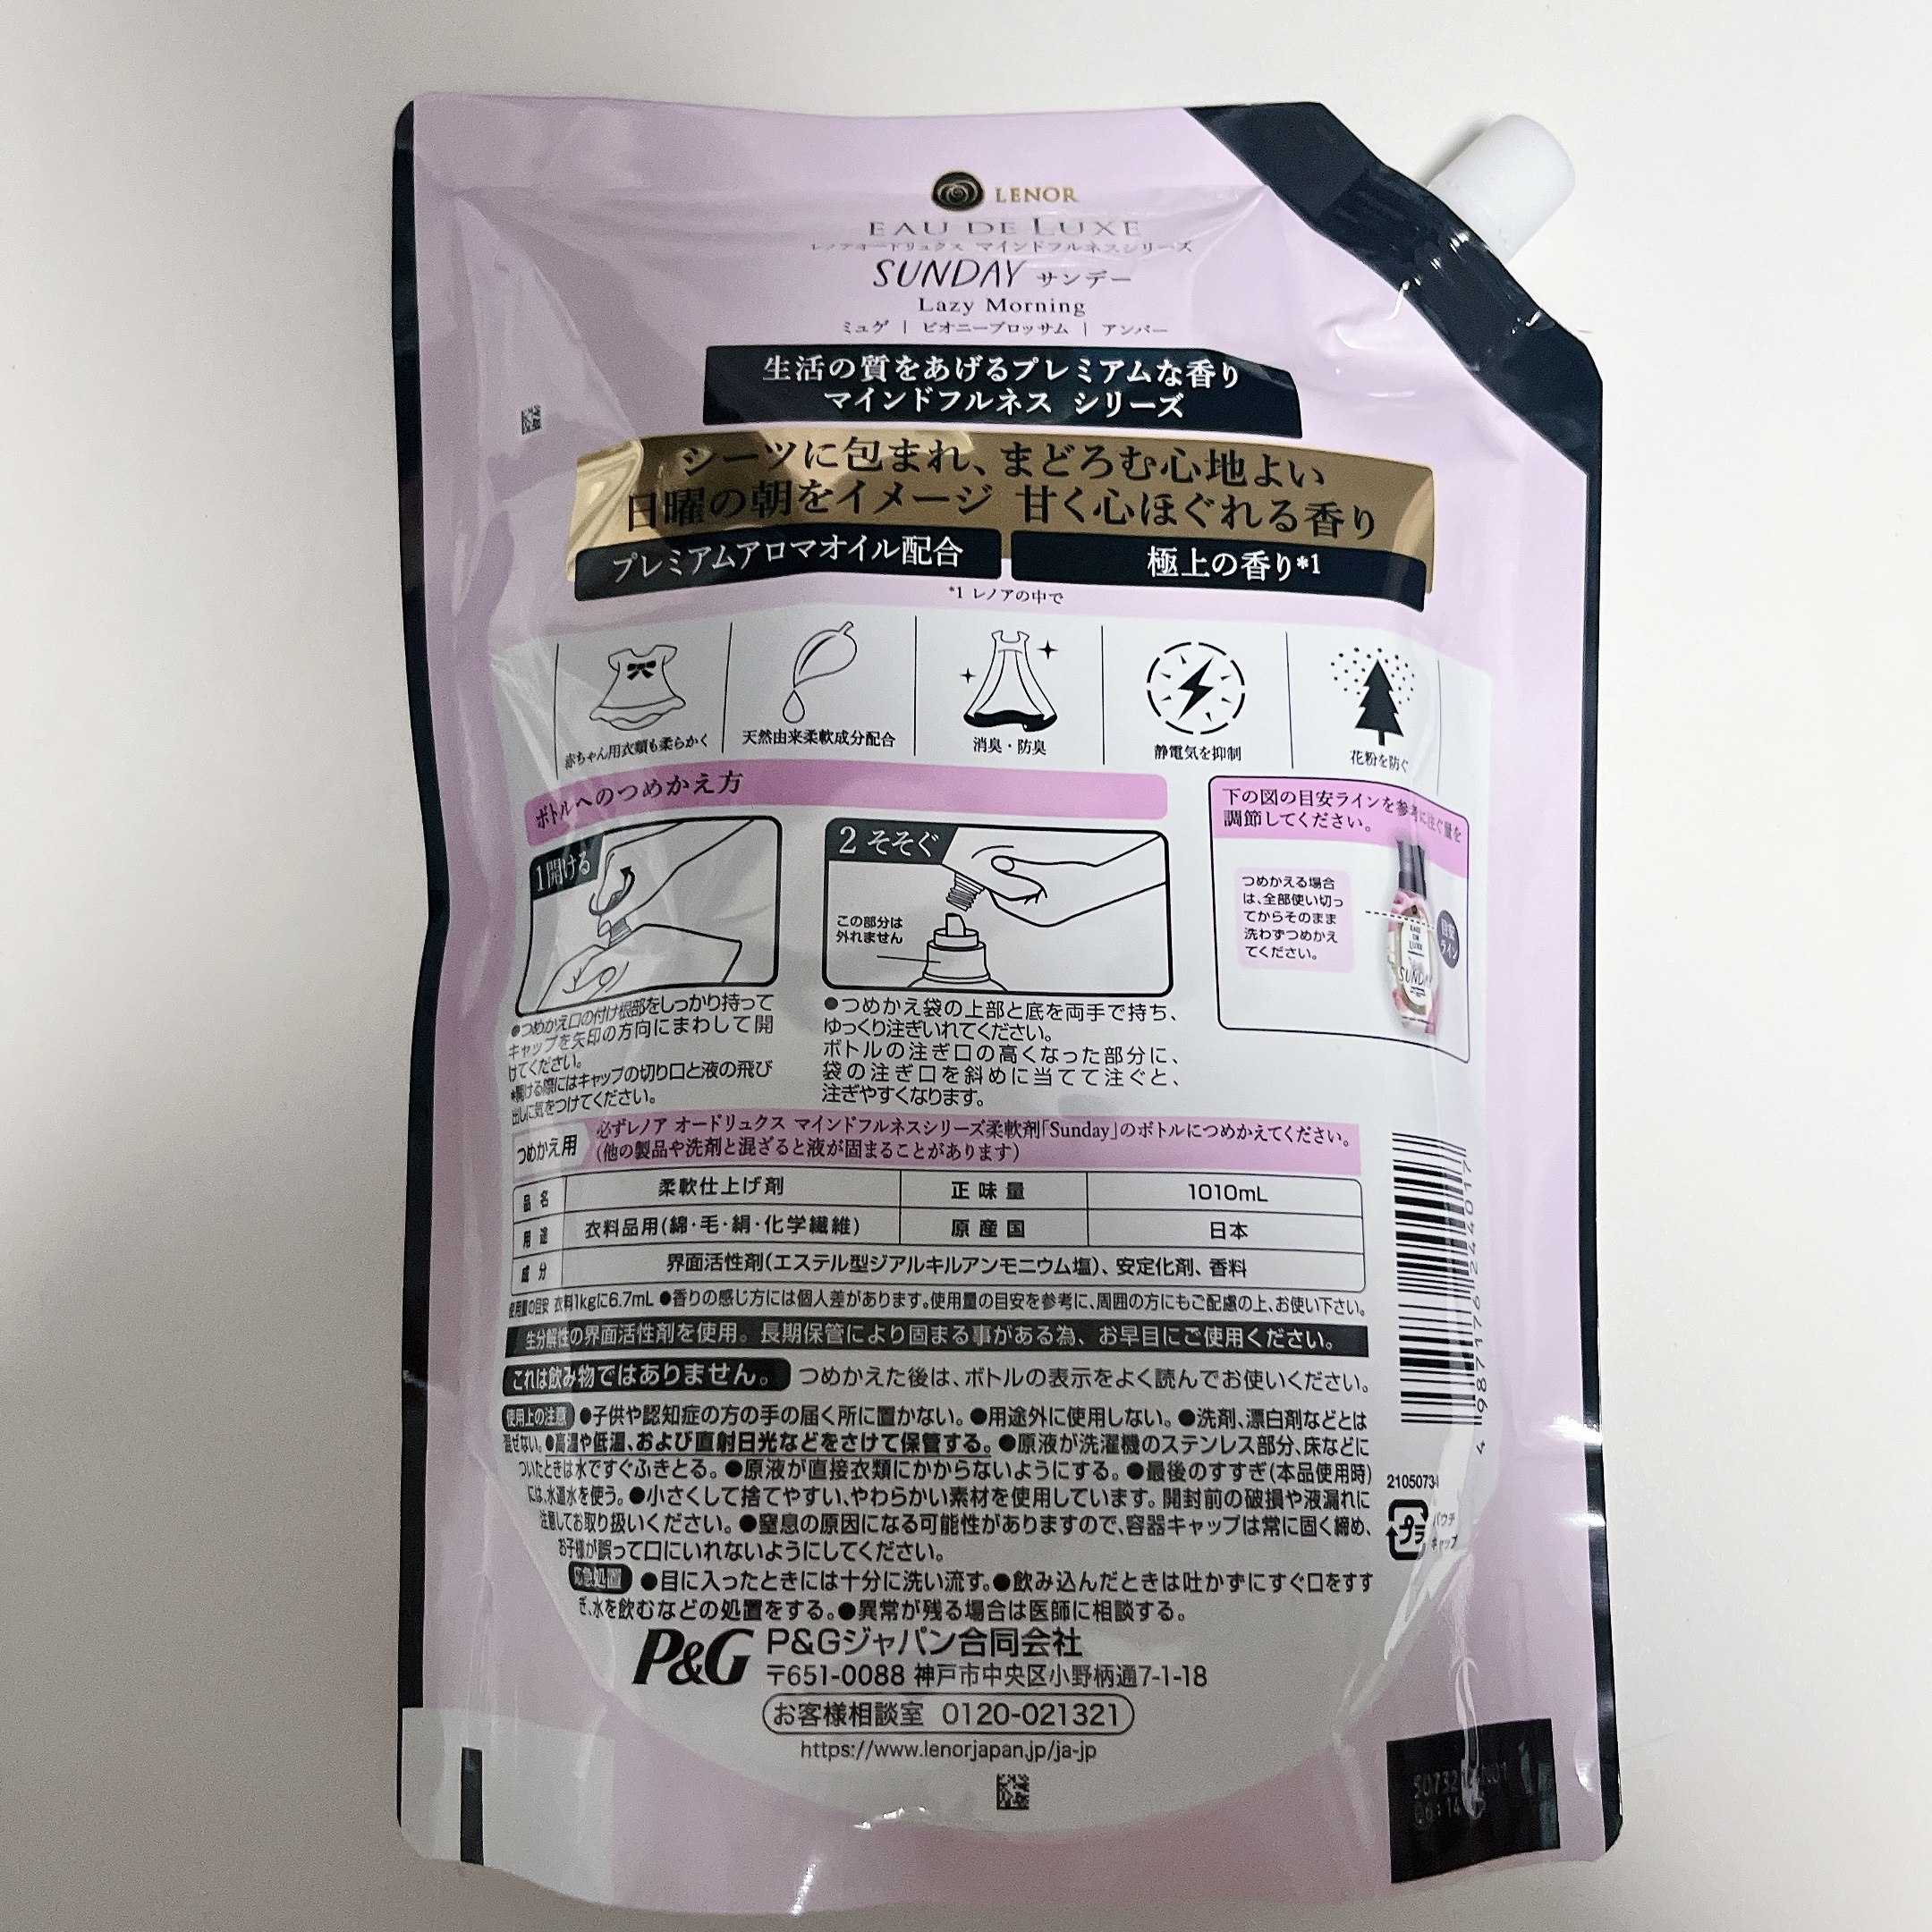 LENOR
EAU DE LUXE
レノアオードリュクス マインドフルネスシリーズ
SUNDAY サンデー
Lazy Morning
ミュゲ | ピオニーブロッサム | アンバー
生活の質をあげるプレミアムな香り
マインドフルネス シリーズ
シーツに包まれ、まどろむ心地よい
日曜の朝をイメージ 甘く心ほぐれる香り
プレミアムアロマオイル配合
極上の香り*1
*1 レノアの中で
赤ちゃん用衣類も柔らかく
天然由来柔軟成分配合
消臭・防臭
静電気を抑制
花粉を防ぐ
ボトルへのつめかえ方
1 開ける
●つめかえ口の付け根部をしっかり持って
キャップを矢印の方向にまわして開
けてください。
*開ける際にはキャップの切り口と液の飛び
出しに気をつけてください。
2 そそぐ
この部分は
外れません
●つめかえ袋の上部と底を両手で持ち、
ゆっくり注ぎいれてください。
ボトルの注ぎ口の高くなった部分に、
袋の注ぎ口を斜めに当てて注ぐと、
注ぎやすくなります。
下の図の目安ラインを参考に注ぐ量を
調節してください。
つめかえる場合
は、全部使い切っ
てからそのまま
洗わずつめかえ
てください。
目安
ライン
EAU
DE
LUXE
SUNDAY
つめかえ用
必ずレノア オードリュクス マインドフルネスシリーズ柔軟剤「Sunday」のボトルにつめかえてください。
(他の製品や洗剤と混ざると液が固まることがあります)
品名 柔軟仕上げ剤 正味量 1010mL
用途 衣料品用(綿・毛・絹・化学繊維) 原産国 日本
成分 界面活性剤(エステル型ジアルキルアンモニウム塩)、安定化剤、香料
使用量の目安 衣料1kgに6.7mL ●香りの感じ方には個人差があります。使用量の目安を参考に、周囲の方にもご配慮の上、お使い下さい。
生分解性の界面活性剤を使用。長期保管により固まる事がある為、お早目にご使用ください。
これは飲み物ではありません。 つめかえた後は、ボトルの表示をよく読んでお使いください。
使用上の注意 ●子供や認知症の方の手の届く所に置かない。●用途外に使用しない。●洗剤、漂白剤などとは
混ぜない。●高温や低温、および直射日光などをさけて保管する。●原液が洗濯機のステンレス部分、床などに
ついたときは水ですぐふきとる。●原液が直接衣類にかからないようにする。●最後のすすぎ(本品使用時)
には、水道水を使う。●小さくして捨てやすい、やわらかい素材を使用しています。開封前の破損や液漏れに
注意してお取り扱いください。●窒息の原因になる可能性がありますので、容器キャップは常に固く締め、
お子様が誤って口にいれないようにしてください。
応急処置 ●目に入ったときには十分に洗い流す。●飲み込んだときは吐かずにすぐ口をすす
ぎ、水を飲むなどの処置をする。●異常が残る場合は医師に相談する。
P&G P&Gジャパン合同会社
〒651-0088 神戸市中央区小野柄通7-1-18
お客様相談室 0120-021321
https://www.lenorjapan.jp/ja-jp
4 987176 244017
2105073
プラ
パウチ
キャップ